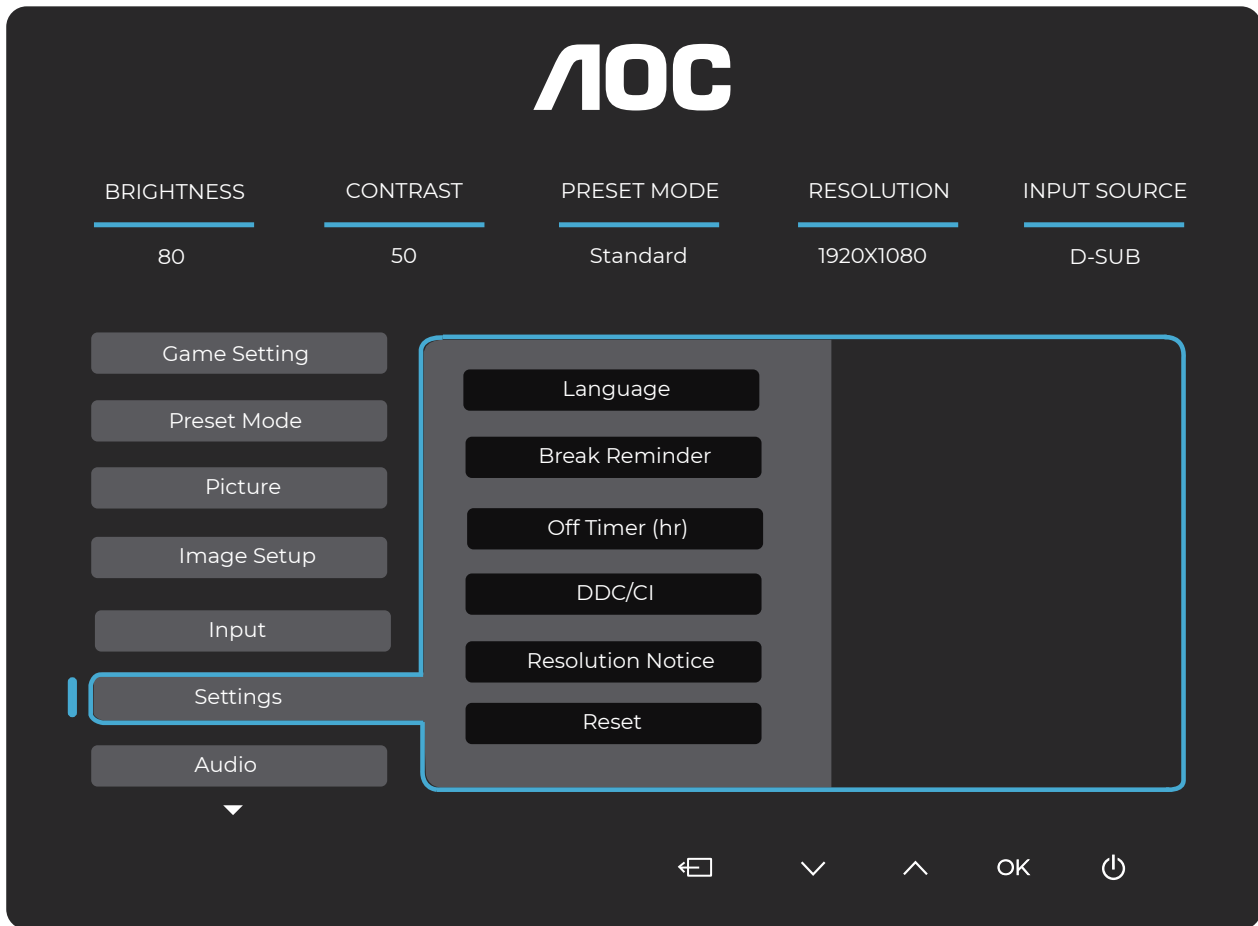 AOC
BRIGHTNESS CONTRAST PRESET MODE RESOLUTION INPUT SOURCE
80 50 Standard 1920X1080 D-SUB
Game Setting
Preset Mode
Picture
Image Setup
Input
Settings
Audio
Language
Break Reminder
Off Timer (hr)
DDC/CI
Resolution Notice
Reset
OK